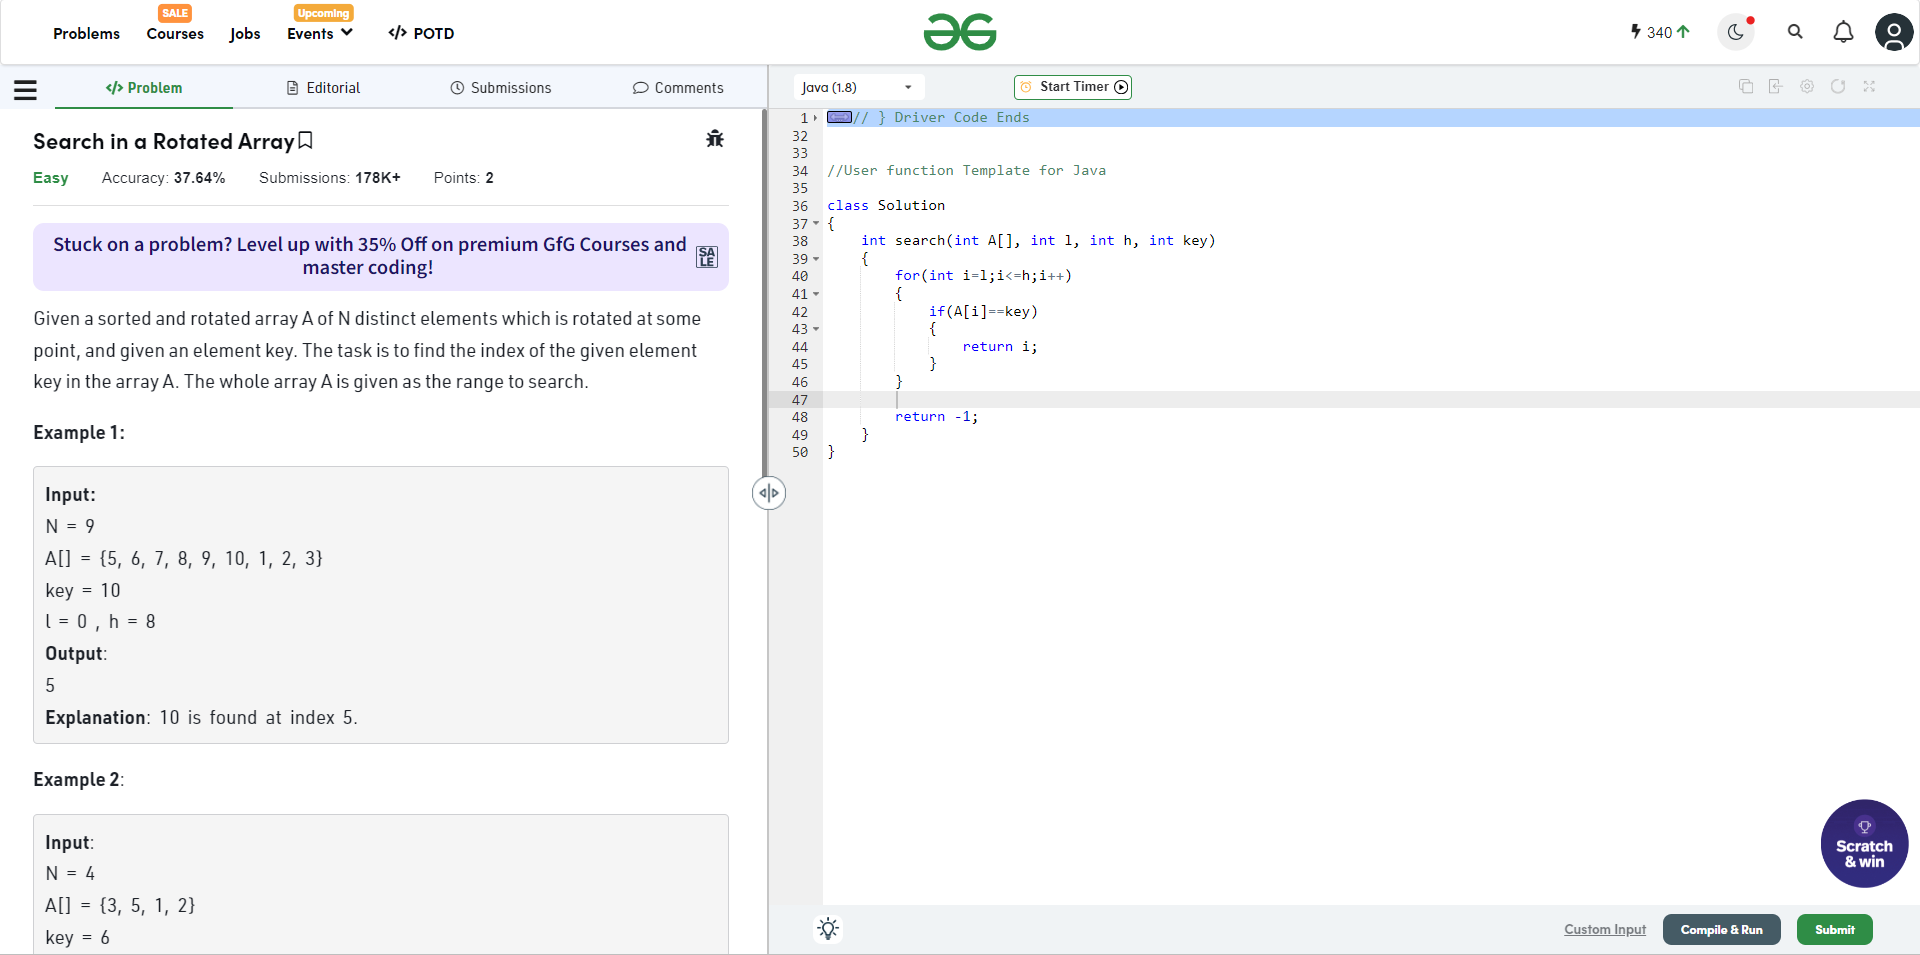 SALE
Upcoming
Problems Courses Jobs Events </> POTD
340
</> Problem Editorial Submissions Comments
Java (1.8) Start Timer
Search in a Rotated Array
Easy Accuracy: 37.64% Submissions: 178K+ Points: 2
Stuck on a problem? Level up with 35% Off on premium GfG Courses and
master coding!
SA
LE
Given a sorted and rotated array A of N distinct elements which is rotated at some
point, and given an element key. The task is to find the index of the given element
key in the array A. The whole array A is given as the range to search.
Example 1:
Input:
N = 9
A[] = {5, 6, 7, 8, 9, 10, 1, 2, 3}
key = 10
l = 0 , h = 8
Output:
5
Explanation: 10 is found at index 5.
Example 2:
Input:
N = 4
A[] = {3, 5, 1, 2}
key = 6
1 // } Driver Code Ends
32
33
34 //User function Template for Java
35
36 class Solution
37 {
38 int search(int A[], int l, int h, int key)
39 {
40 for(int i=l;i<=h;i++)
41 {
42 if(A[i]==key)
43 {
44 return i;
45 }
46 }
47
48 return -1;
49 }
50 }
Scratch
& win
Custom Input Compile & Run Submit